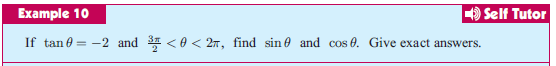 Example 10
Self Tutor
If tan θ = −2 and 3π/2 < θ < 2π, find sin θ and cos θ. Give exact answers.